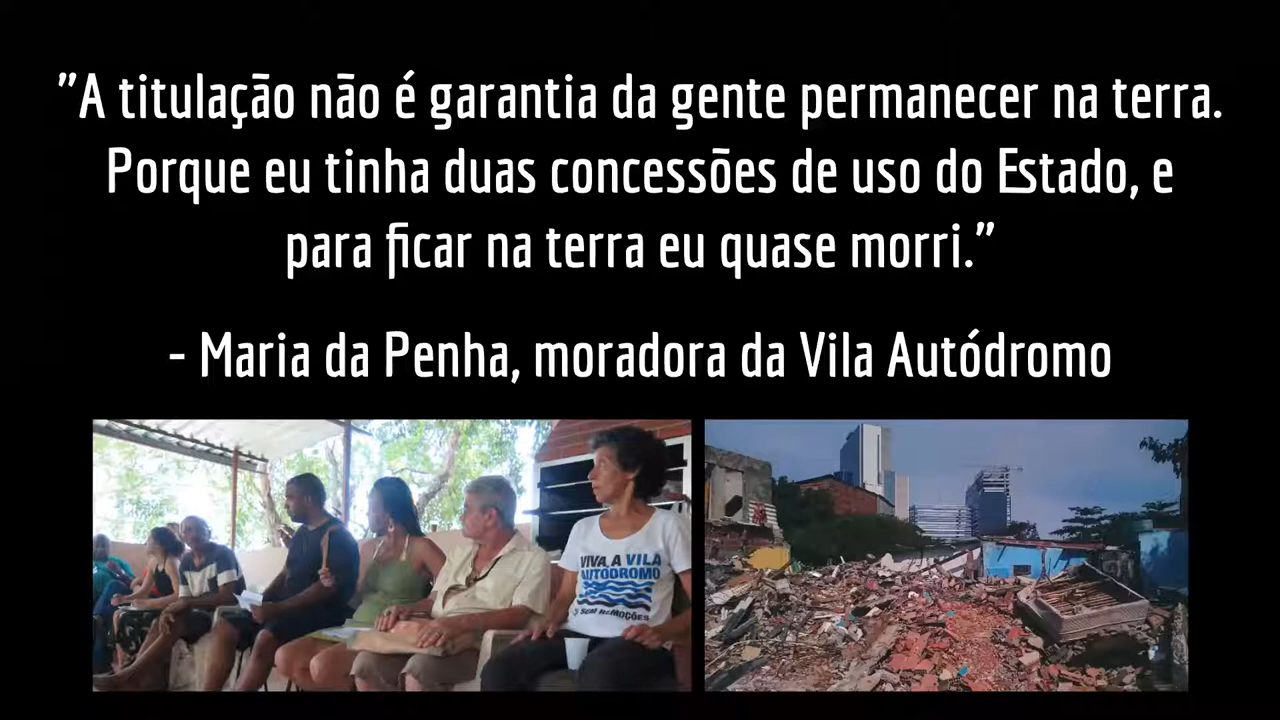 "A titulação não é garantia da gente permanecer na terra.
Porque eu tinha duas concessões de uso do Estado, e
para ficar na terra eu quase morri."
- Maria da Penha, moradora da Vila Autódromo
VIVA A VILA
AUTÓDROMO
SEM REMOÇÕES